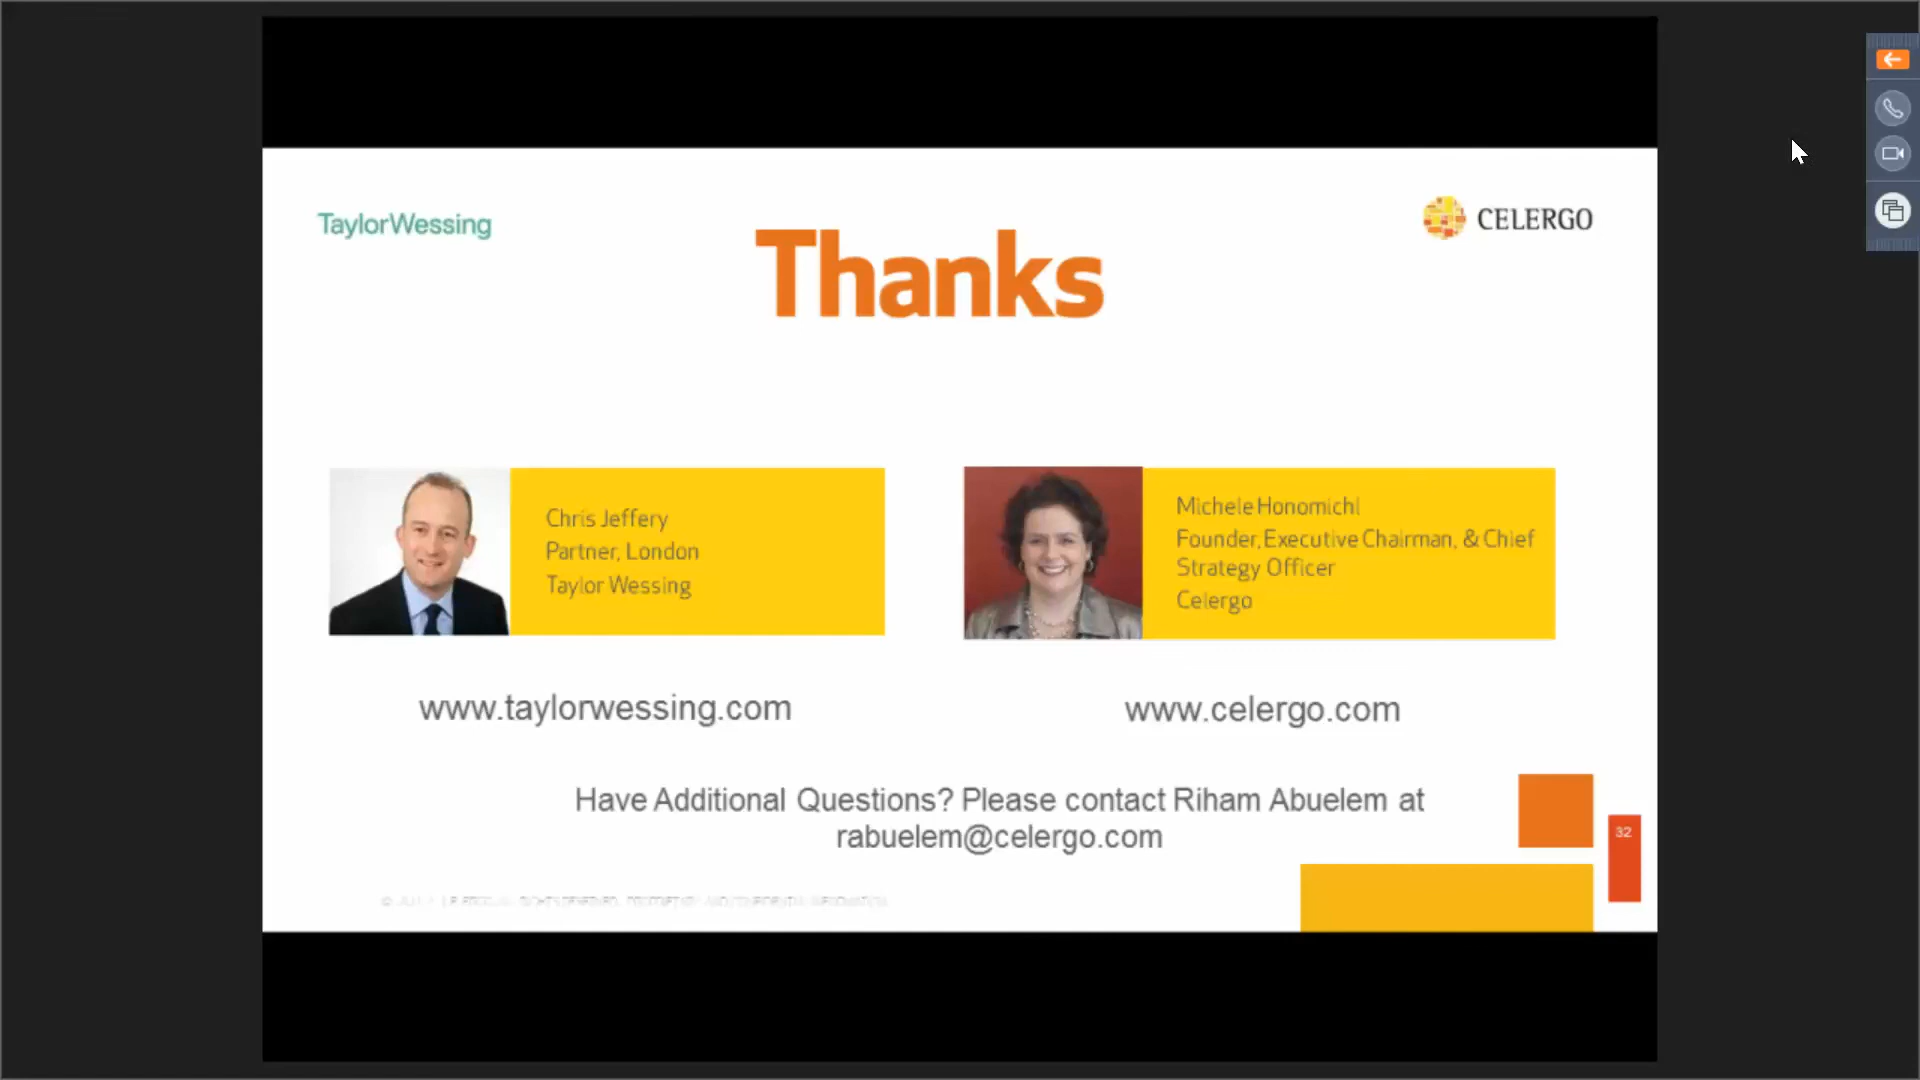 TaylorWessing
CELERGO
Thanks
Chris Jeffery
Partner, London
Taylor Wessing
Michele Honomichl
Founder, Executive Chairman, & Chief
Strategy Officer
Celergo
www.taylorwessing.com
www.celergo.com
Have Additional Questions? Please contact Riham Abuelem at
rabuelem@celergo.com
32